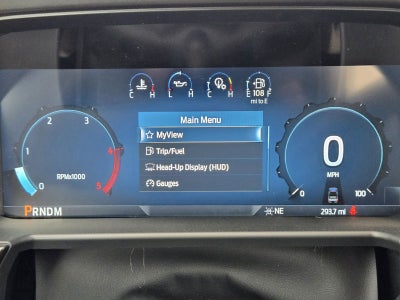 C H L H C H E F
108
mi to E
Main Menu
MyView
Trip/Fuel
Head-Up Display (HUD)
Gauges
0
1
2
3
4
5
RPMx1000
0
MPH
0 100
PRNDM
NE
293.7 mi